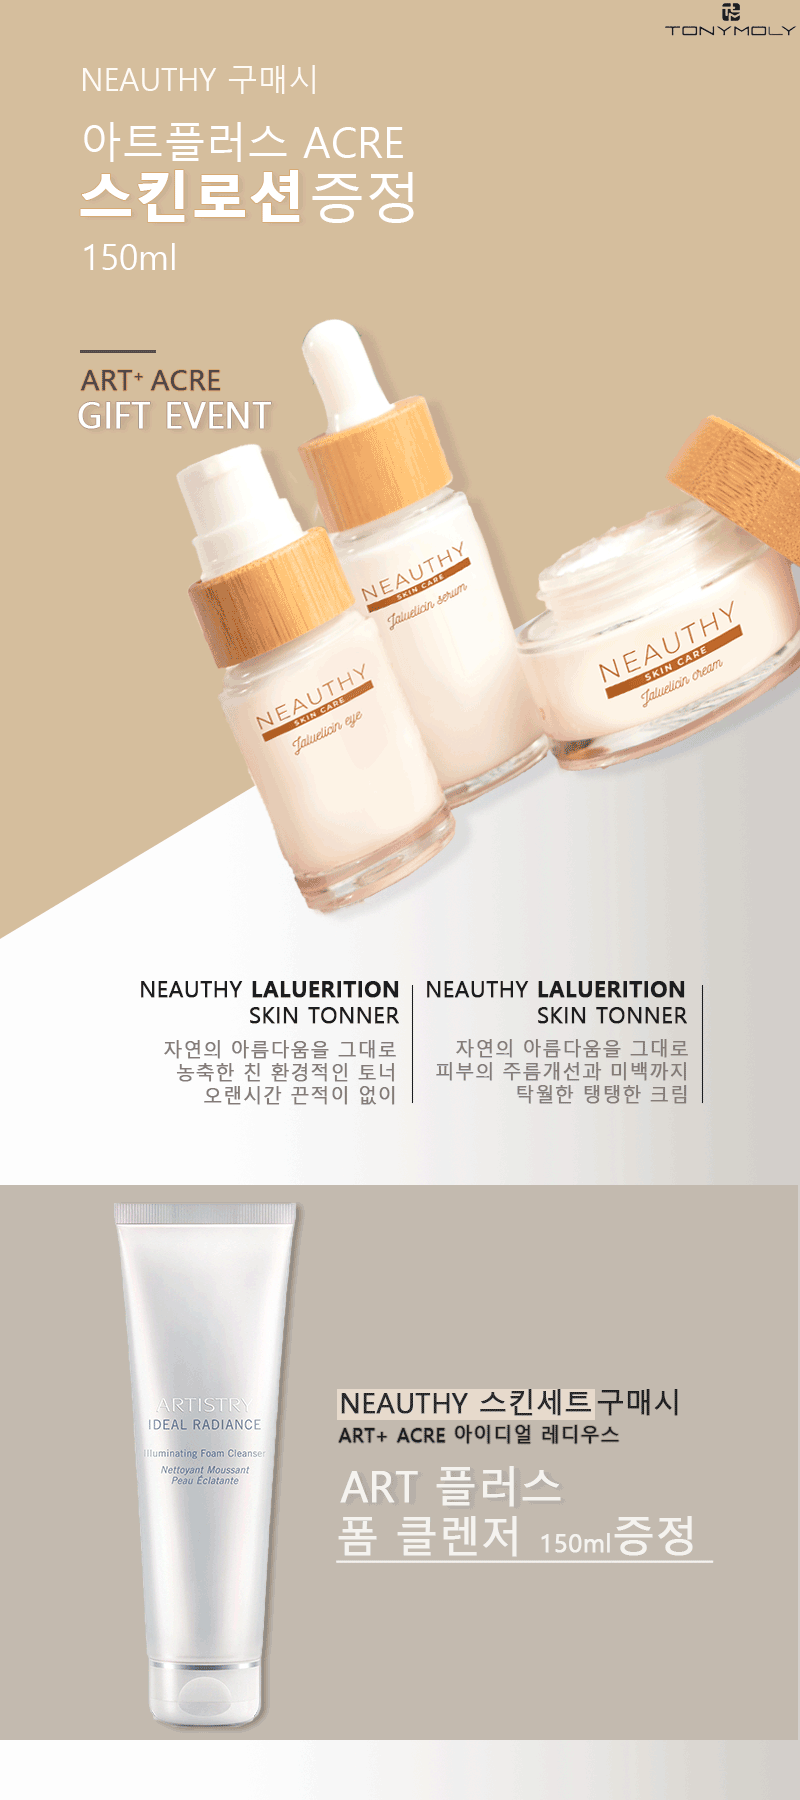 TONYMOLY
NEAUTHY 구매시
아트플러스 ACRE
스킨로션증정
150ml
ART+ ACRE
GIFT EVENT
NEAUTHY
SKIN CARE
Jaluelicin serum
NEAUTHY
SKIN CARE
Jaluelicin cream
NEAUTHY
SKIN CARE
Jaluelicin eye
NEAUTHY LALUERITION
SKIN TONNER
자연의 아름다움을 그대로
농축한 친 환경적인 토너
오랜시간 끈적이 없이
NEAUTHY LALUERITION
SKIN TONNER
자연의 아름다움을 그대로
피부의 주름개선과 미백까지
탁월한 탱탱한 크림
ARTISTRY
IDEAL RADIANCE
Illuminating Foam Cleanser
Nettoyant Moussant
Peau Éclatante
NEAUTHY 스킨세트구매시
ART+ ACRE 아이디얼 레디우스
ART 플러스
폼 클렌저 150ml증정